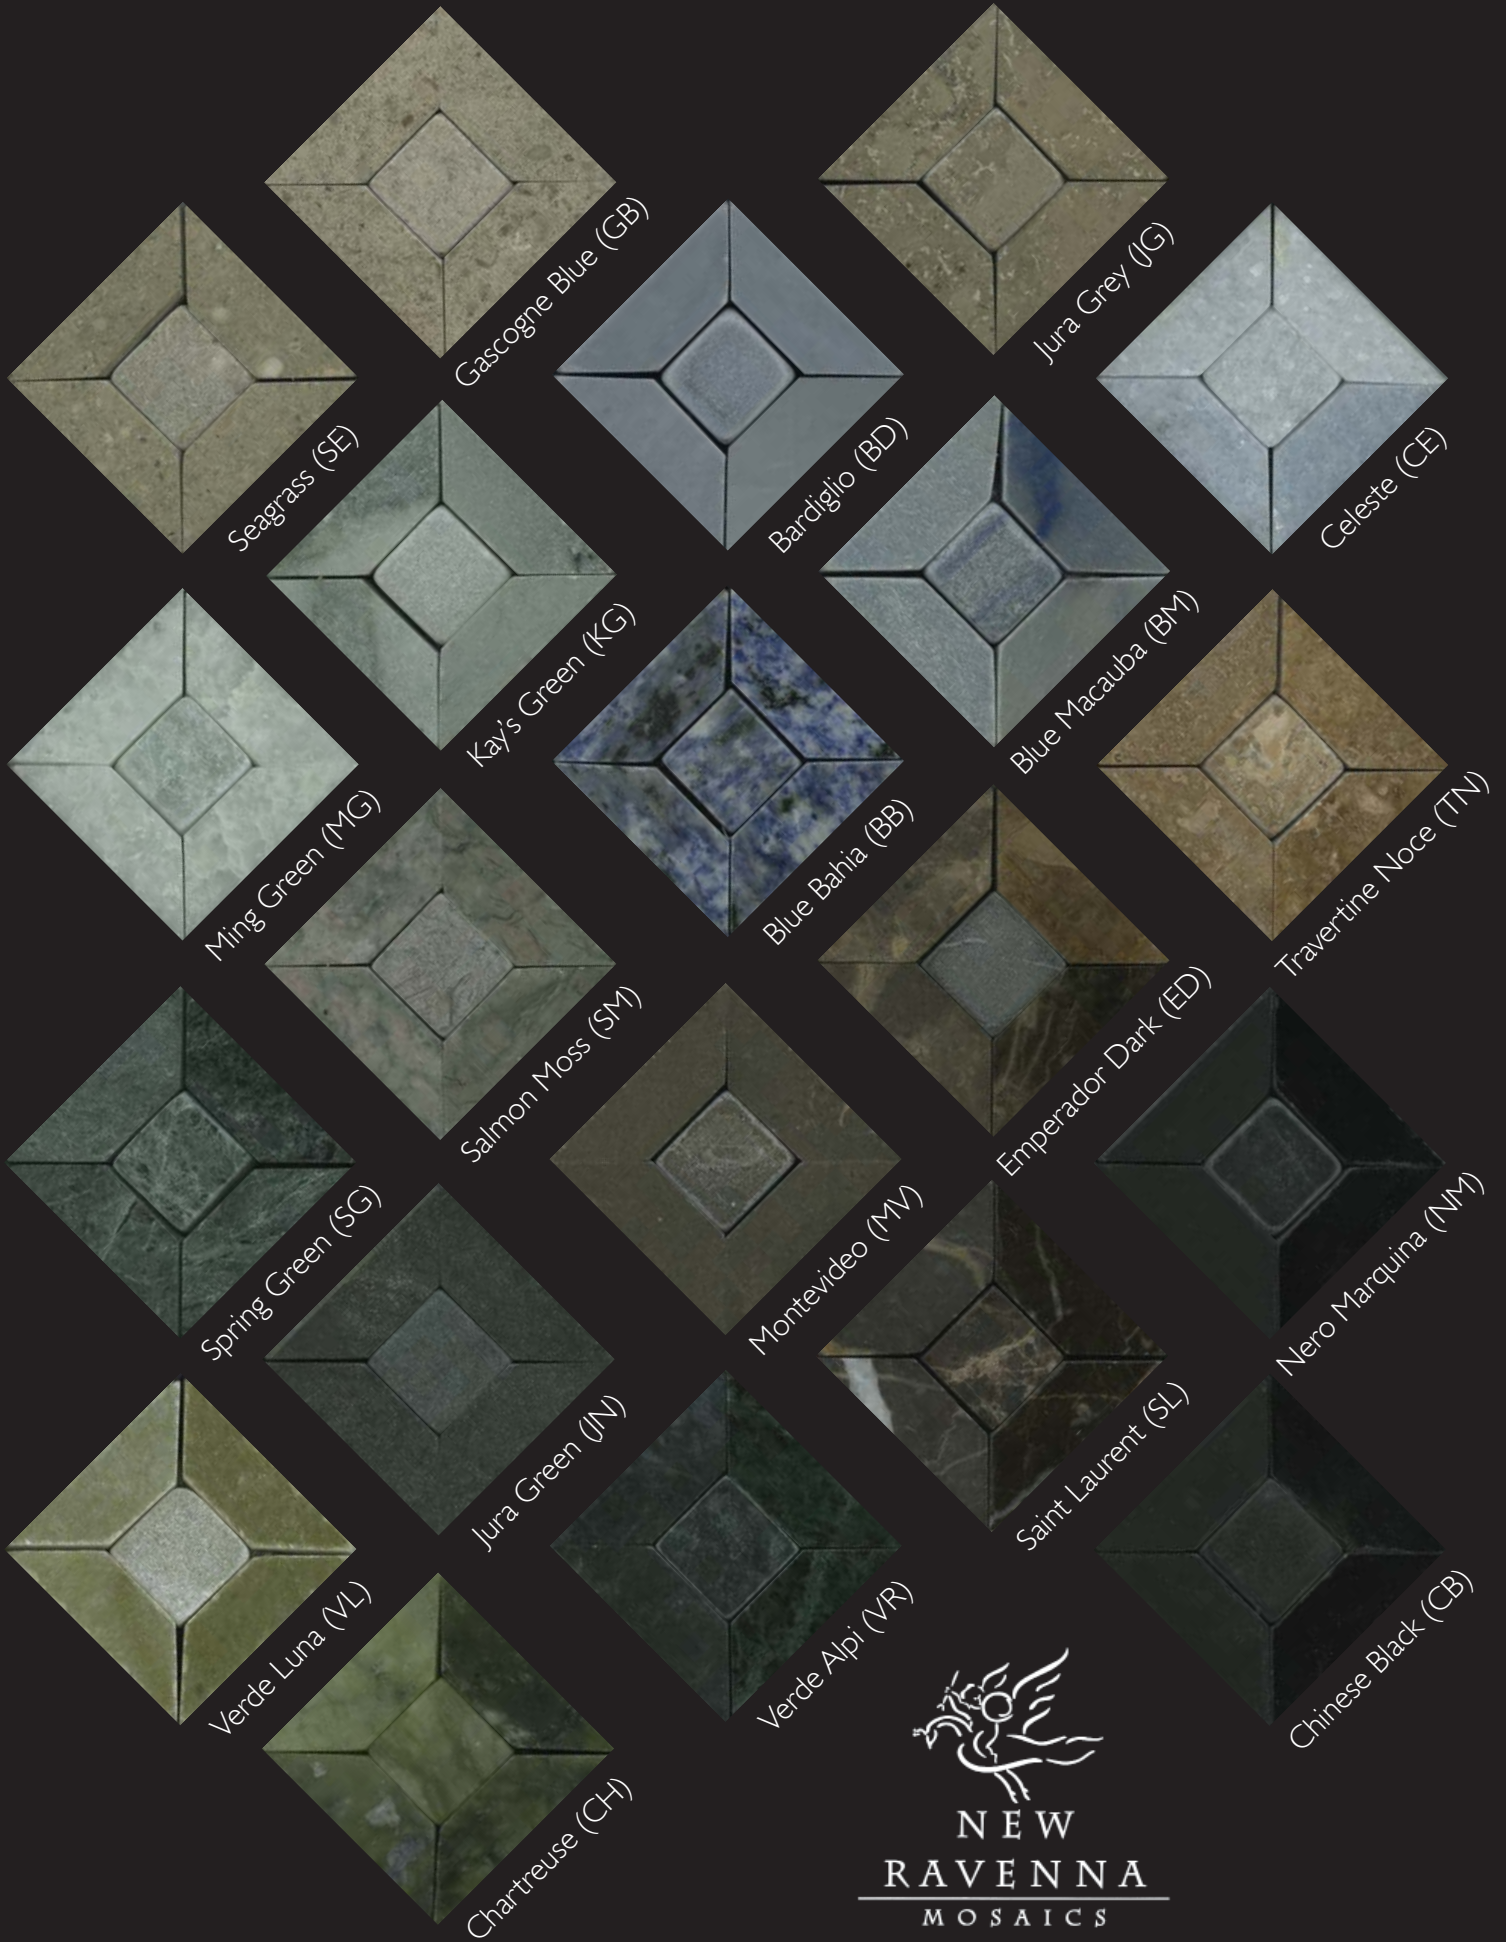 Gascogne Blue (GB)
Jura Grey (JG)
Seagrass (SE)
Bardiglio (BD)
Celeste (CE)
Kay's Green (KG)
Blue Macauba (BM)
Ming Green (MG)
Blue Bahia (BB)
Travertine Noce (TN)
Salmon Moss (SM)
Emperador Dark (ED)
Spring Green (SG)
Montevideo (MV)
Nero Marquina (NM)
Jura Green (JN)
Saint Laurent (SL)
Verde Luna (VL)
Verde Alpi (VR)
Chinese Black (CB)
Chartreuse (CH)
NEW
RAVENNA
MOSAICS